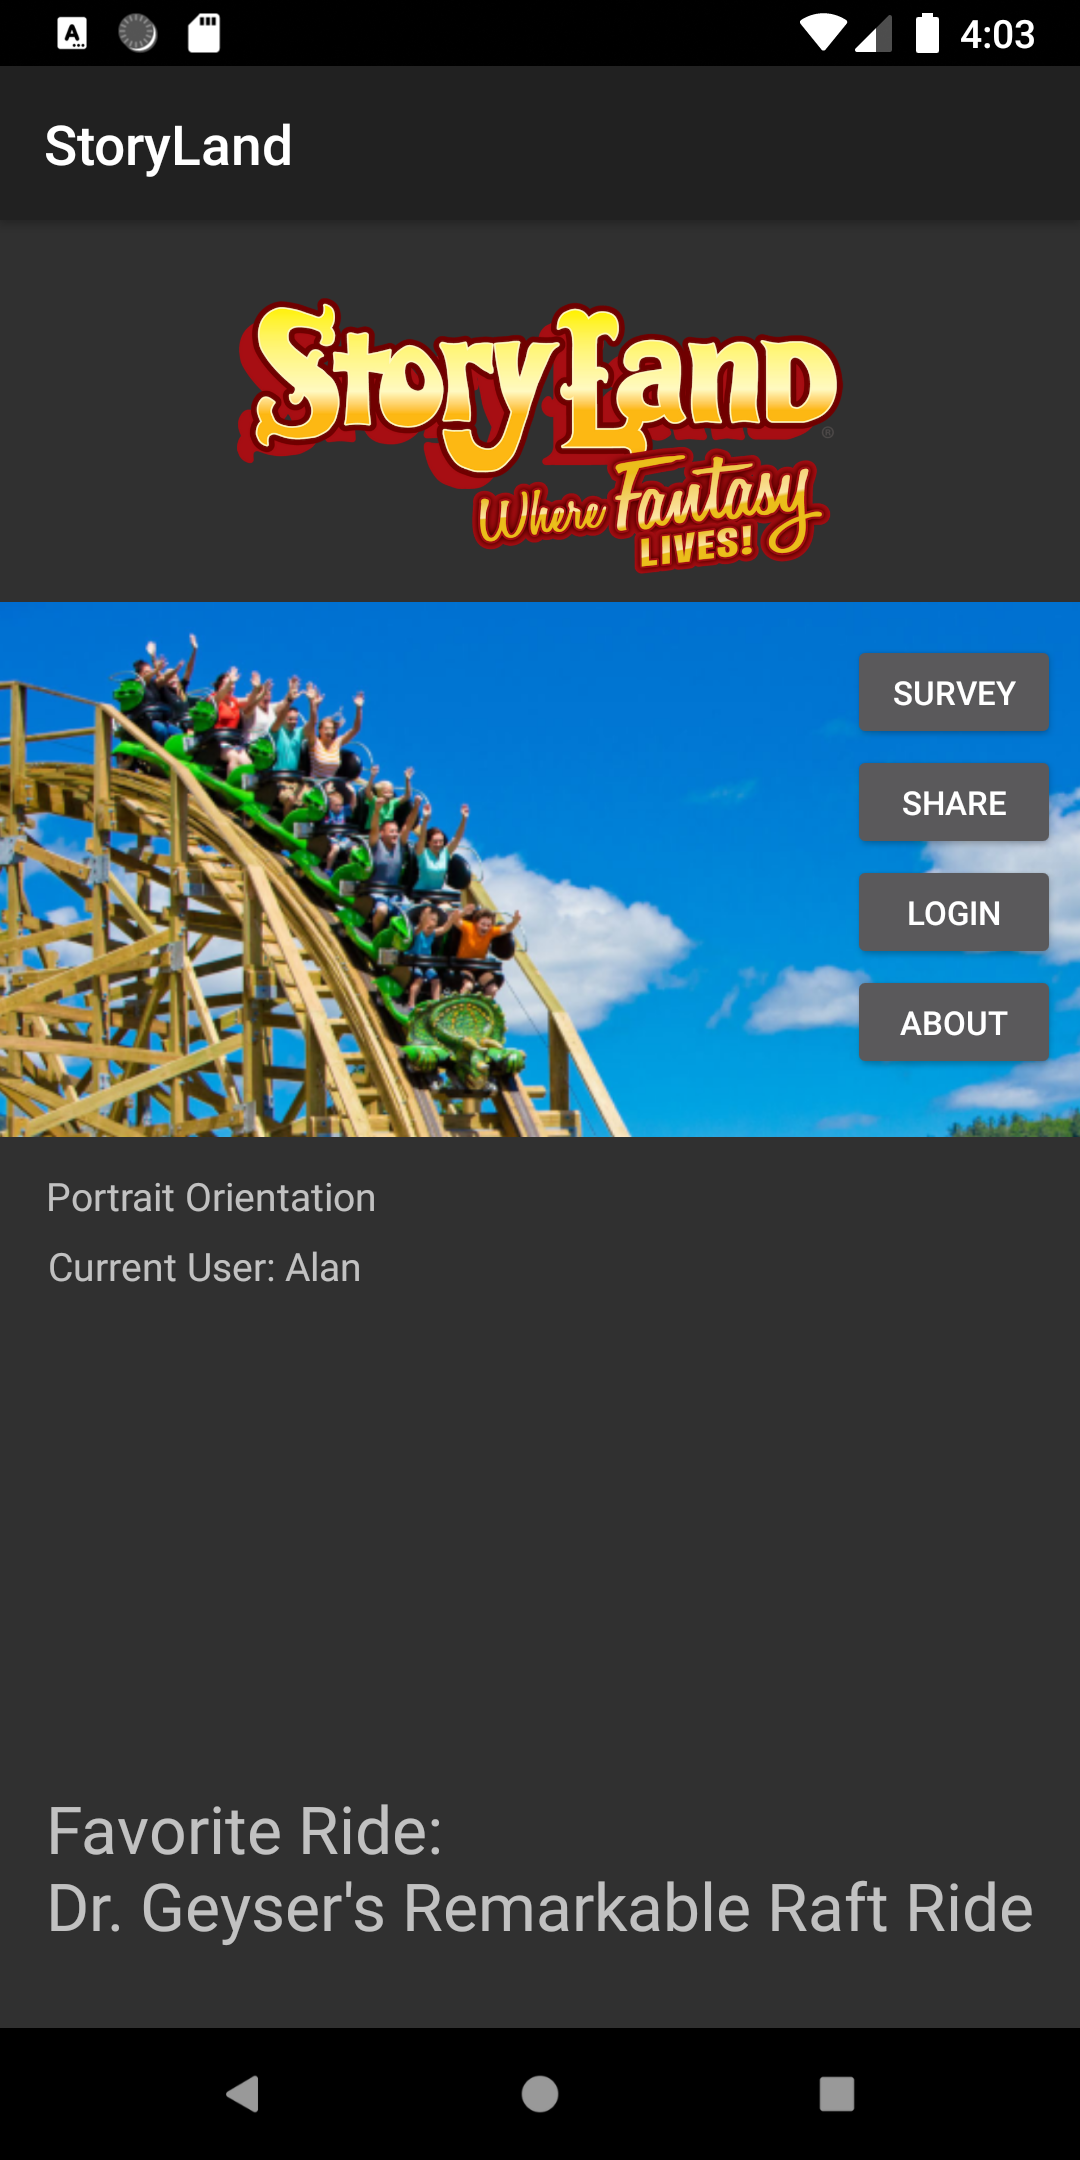 4:03
StoryLand
StoryLand
®
Where Fantasy
LIVES!
SURVEY
SHARE
LOGIN
ABOUT
Portrait Orientation
Current User: Alan
Favorite Ride:
Dr. Geyser's Remarkable Raft Ride